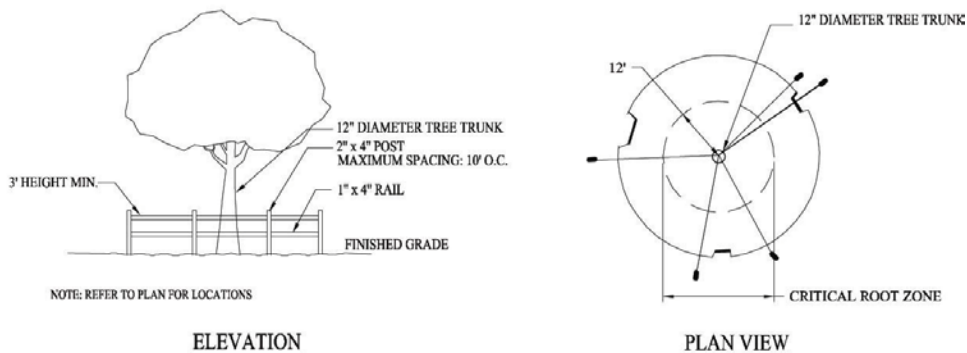 12" DIAMETER TREE TRUNK
2" x 4" POST
MAXIMUM SPACING: 10' O.C.
3' HEIGHT MIN.
1" x 4" RAIL
FINISHED GRADE
NOTE: REFER TO PLAN FOR LOCATIONS
ELEVATION
12" DIAMETER TREE TRUNK
12'
CRITICAL ROOT ZONE
PLAN VIEW